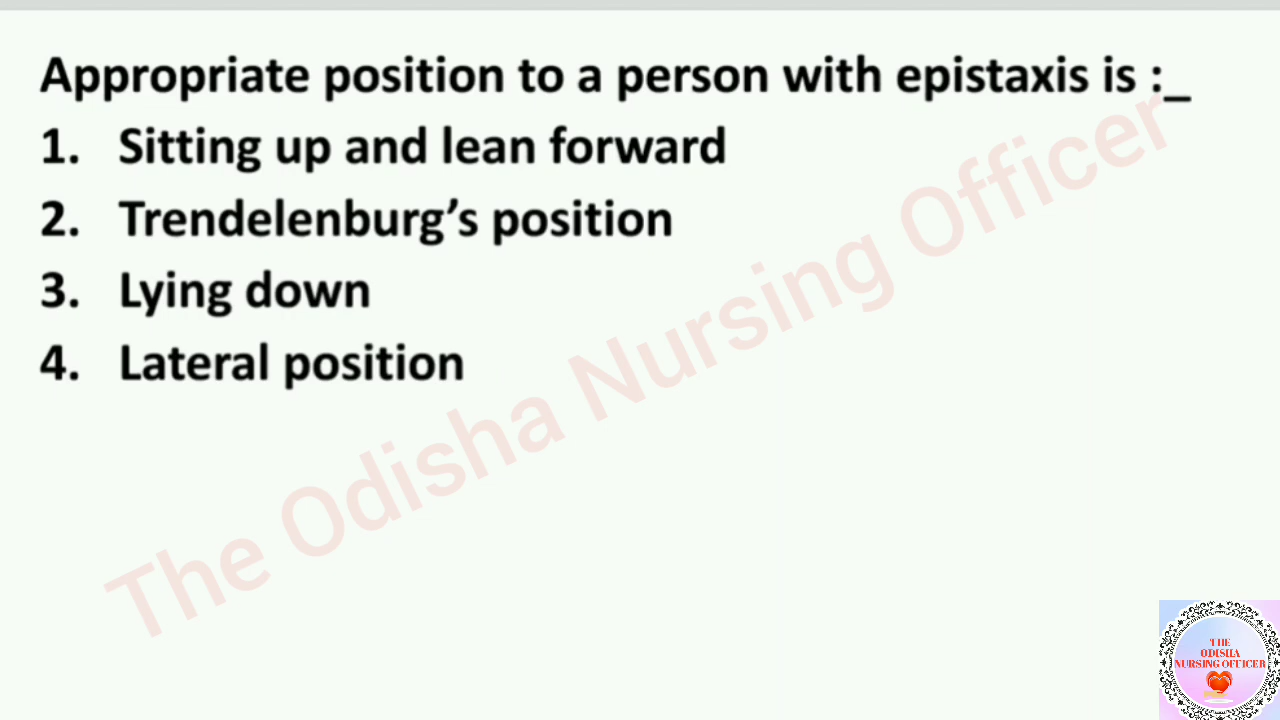 Appropriate position to a person with epistaxis is :_
1. Sitting up and lean forward
2. Trendelenburg’s position
3. Lying down
4. Lateral position
The Odisha Nursing Officer
THE
ODISHA
NURSING OFFICER